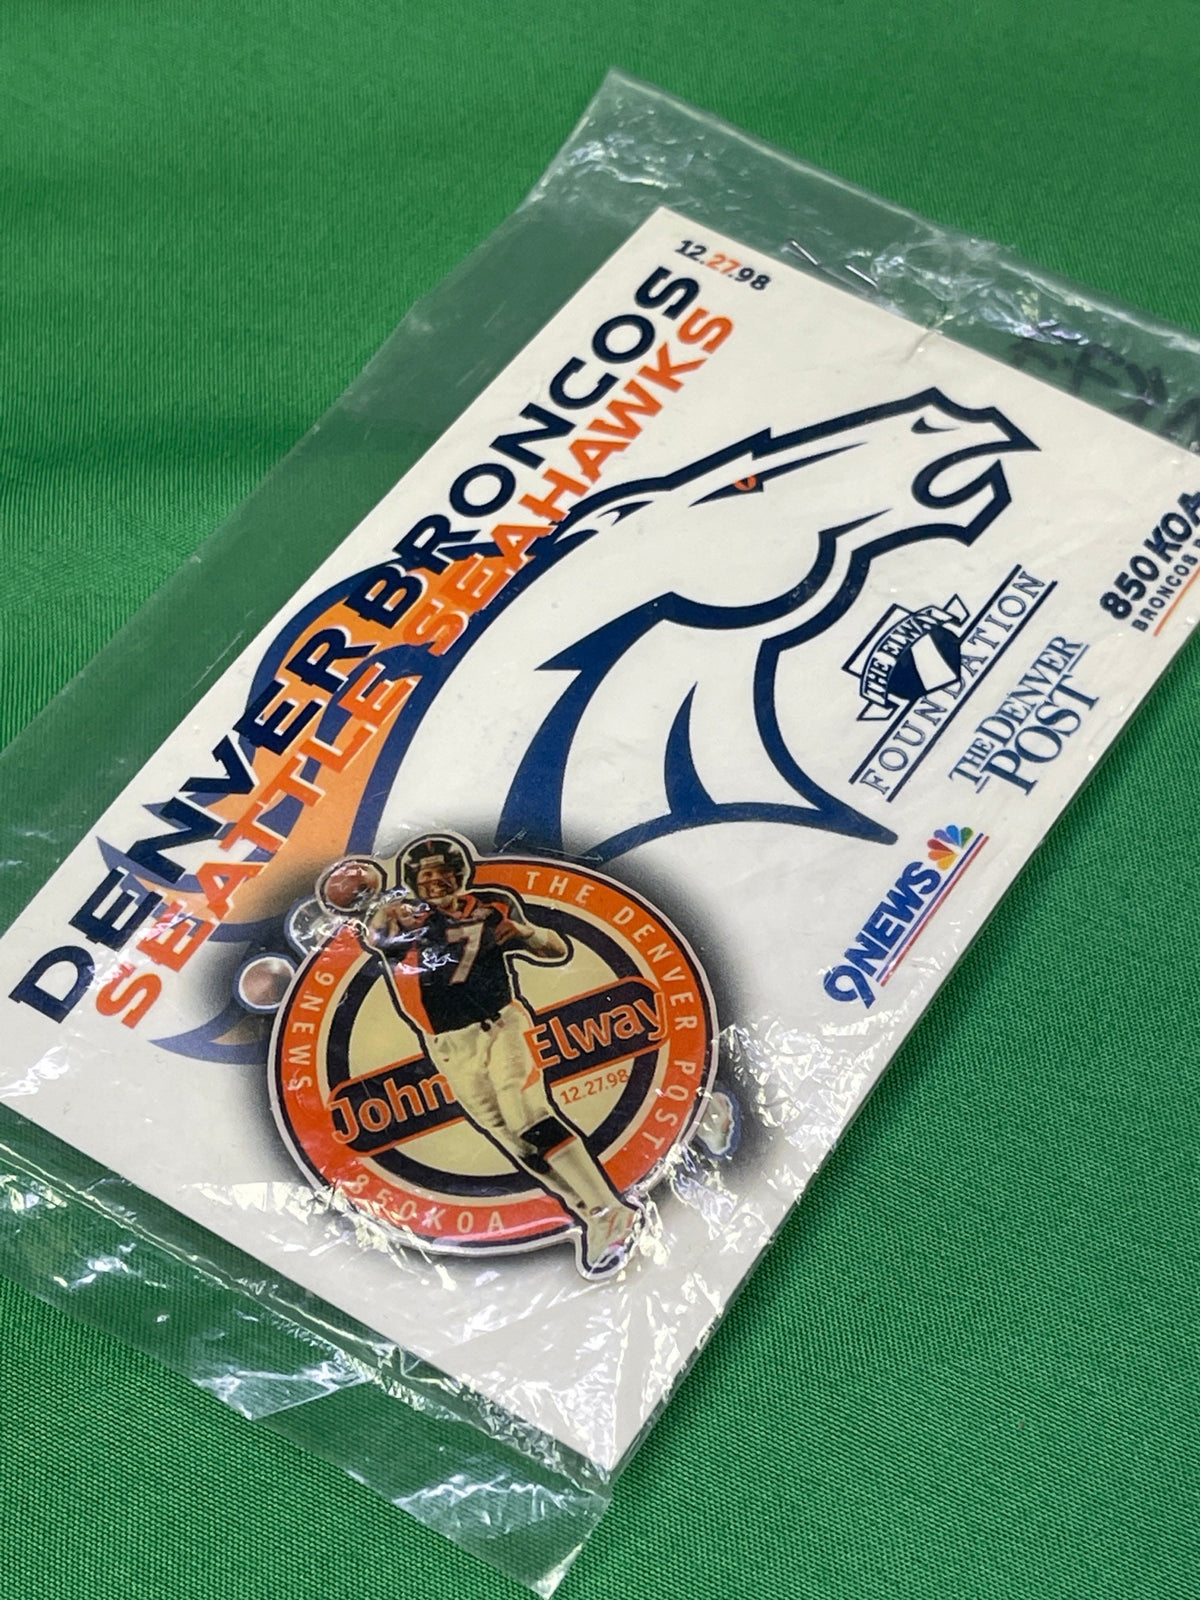 12.27.98
DENVER BRONCOS
SEATTLE SEAHAWKS
850 KOA
BRONCOS
THE ELWAY
FOUNDATION
THE DENVER
POST
9NEWS
THE DENVER POST
9NEWS
7
John Elway
12.27.98
850KOA